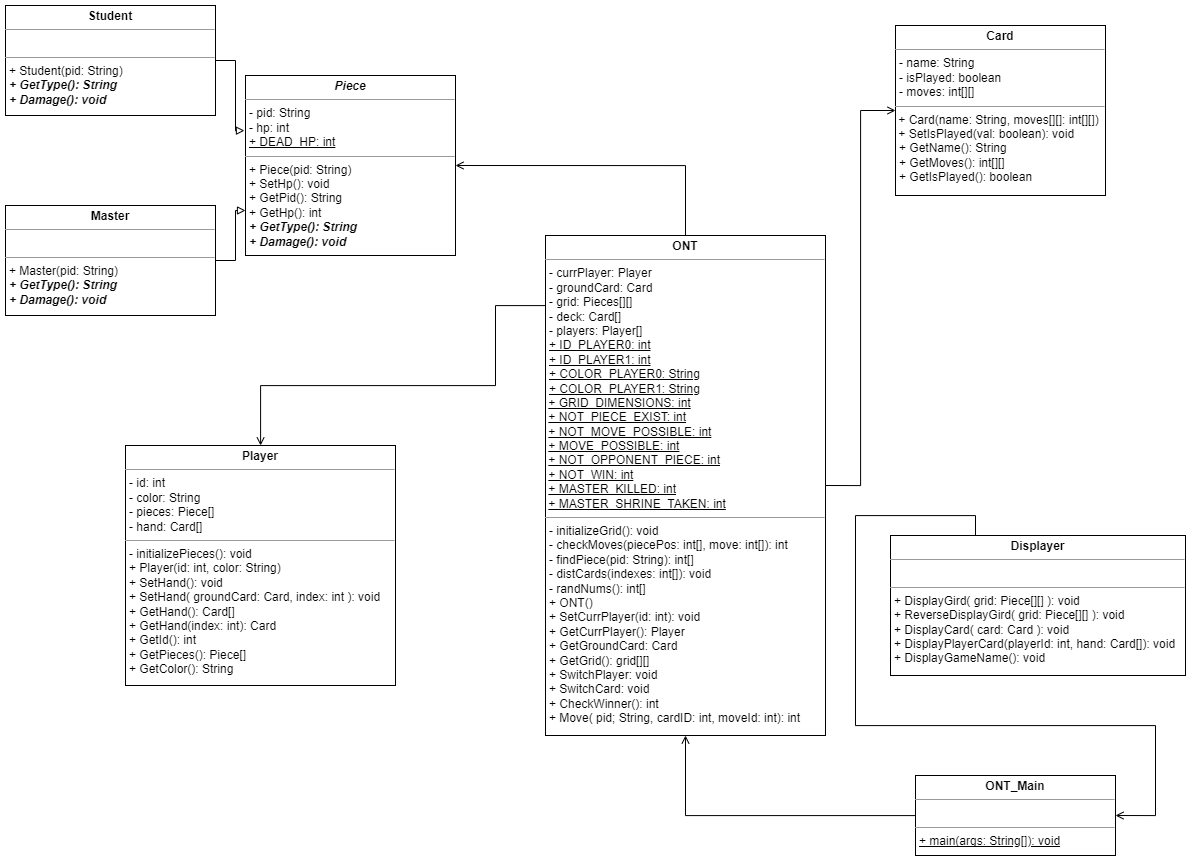 Student
+ Student(pid: String)
+ GetType(): String
+ Damage(): void
Piece
- pid: String
- hp: int
+ DEAD_HP: int
+ Piece(pid: String)
+ SetHp(): void
+ GetPid(): String
+ GetHp(): int
+ GetType(): String
+ Damage(): void
Master
+ Master(pid: String)
+ GetType(): String
+ Damage(): void
Card
- name: String
- isPlayed: boolean
- moves: int[][]
+ Card(name: String, moves[][]: int[][])
+ SetIsPlayed(val: boolean): void
+ GetName(): String
+ GetMoves(): int[][]
+ GetIsPlayed(): boolean
ONT
- currPlayer: Player
- groundCard: Card
- grid: Pieces[][]
- deck: Card[]
- players: Player[]
+ ID_PLAYER0: int
+ ID_PLAYER1: int
+ COLOR_PLAYER0: String
+ COLOR_PLAYER1: String
+ GRID_DIMENSIONS: int
+ NOT_PIECE_EXIST: int
+ NOT_MOVE_POSSIBLE: int
+ MOVE_POSSIBLE: int
+ NOT_OPPONENT_PIECE: int
+ NOT_WIN: int
+ MASTER_KILLED: int
+ MASTER_SHRINE_TAKEN: int
- initializeGrid(): void
- checkMoves(piecePos: int[], move: int[]): int
- findPiece(pid: String): int[]
- distCards(indexes: int[]): void
- randNums(): int[]
+ ONT()
+ SetCurrPlayer(id: int): void
+ GetCurrPlayer(): Player
+ GetGroundCard: Card
+ GetGrid(): grid[][]
+ SwitchPlayer: void
+ SwitchCard: void
+ CheckWinner(): int
+ Move( pid; String, cardID: int, moveId: int): int
Player
- id: int
- color: String
- pieces: Piece[]
- hand: Card[]
- initializePieces(): void
+ Player(id: int, color: String)
+ SetHand(): void
+ SetHand( groundCard: Card, index: int ): void
+ GetHand(): Card[]
+ GetHand(index: int): Card
+ GetId(): int
+ GetPieces(): Piece[]
+ GetColor(): String
Displayer
+ DisplayGird( grid: Piece[][] ): void
+ ReverseDisplayGird( grid: Piece[][] ): void
+ DisplayCard( card: Card ): void
+ DisplayPlayerCard(playerId: int, hand: Card[]): void
+ DisplayGameName(): void
ONT_Main
+ main(args: String[]): void